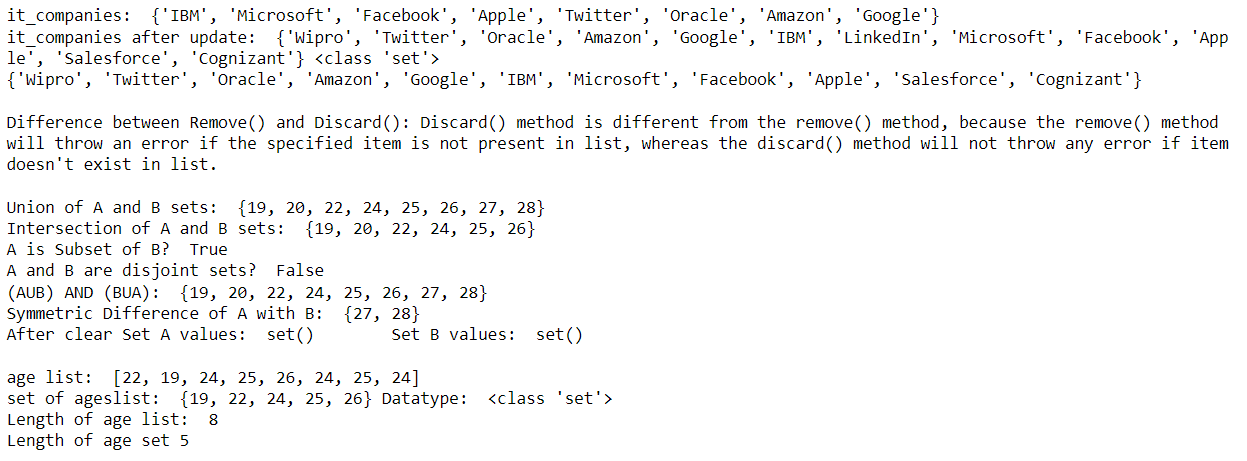 it_companies:  {'IBM', 'Microsoft', 'Facebook', 'Apple', 'Twitter', 'Oracle', 'Amazon', 'Google'}
it_companies after update:  {'Wipro', 'Twitter', 'Oracle', 'Amazon', 'Google', 'IBM', 'LinkedIn', 'Microsoft', 'Facebook', 'App
le', 'Salesforce', 'Cognizant'} <class 'set'>
{'Wipro', 'Twitter', 'Oracle', 'Amazon', 'Google', 'IBM', 'Microsoft', 'Facebook', 'Apple', 'Salesforce', 'Cognizant'}

Difference between Remove() and Discard(): Discard() method is different from the remove() method, because the remove() method
will throw an error if the specified item is not present in list, whereas the discard() method will not throw any error if item
doesn't exist in list.

Union of A and B sets:  {19, 20, 22, 24, 25, 26, 27, 28}
Intersection of A and B sets:  {19, 20, 22, 24, 25, 26}
A is Subset of B?  True
A and B are disjoint sets?  False
(AUB) AND (BUA):  {19, 20, 22, 24, 25, 26, 27, 28}
Symmetric Difference of A with B:  {27, 28}
After clear Set A values:  set()        Set B values:  set()

age list:  [22, 19, 24, 25, 26, 24, 25, 24]
set of ageslist:  {19, 22, 24, 25, 26} Datatype:  <class 'set'>
Length of age list:  8
Length of age set 5